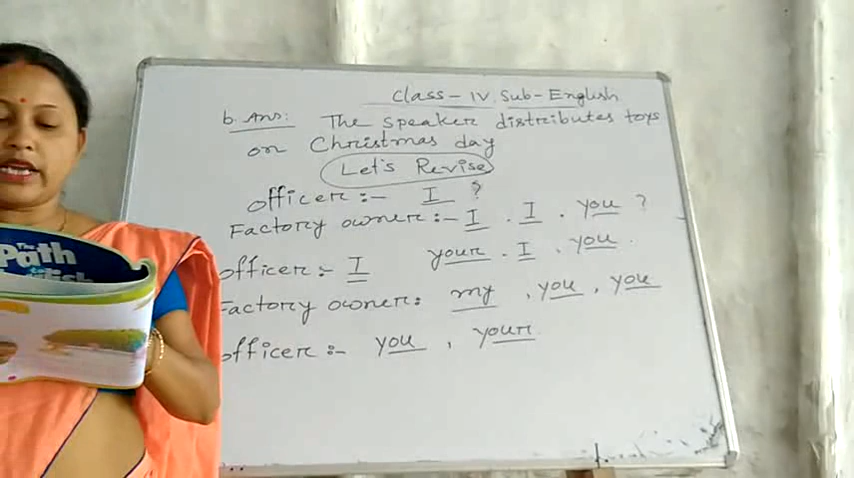 Class - IV Sub - English
b. Ans: The speaker distributes toys
on Christmas day
Let's Revise
officer :- I ?
Factory owner :- I . I . you ?
officer :- I your . I . you .
Factory owner : my , you , you
officer :- you , your
The
Path